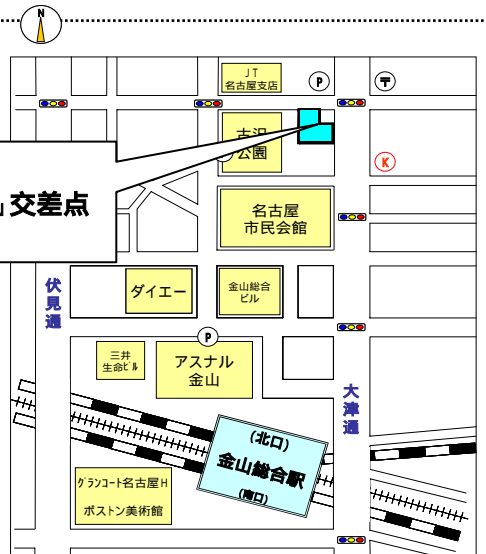 N
JT
名古屋支店
P
〒
古沢
公園
K
」交差点
名古屋
市民会館
伏見通
ダイエー
金山総合
ビル
P
三井
生命ビル
アスナル
金山
大津通
(北口)
金山総合駅
(南口)
グランコート名古屋H
ボストン美術館